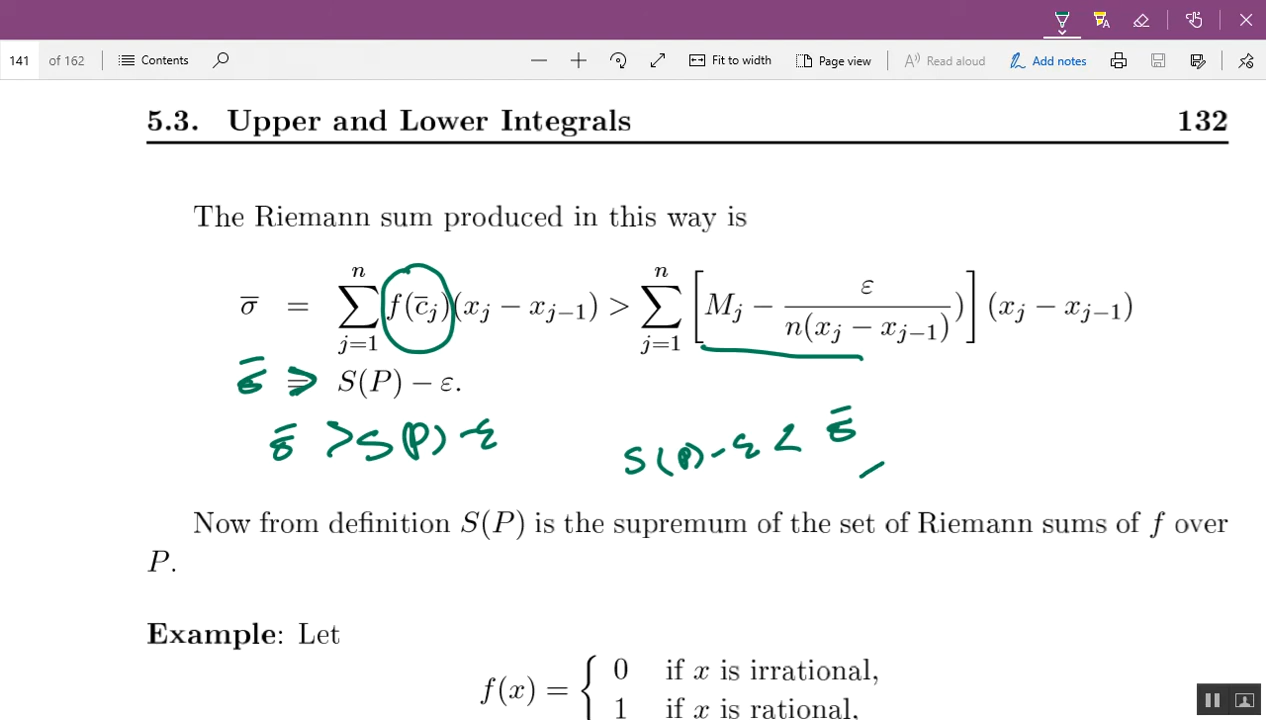 141 of 162 Contents Fit to width Page view Read aloud Add notes
5.3. Upper and Lower Integrals 132
The Riemann sum produced in this way is
σ̅ = ∑_{j=1}^{n} f(c̅_j)(x_j − x_{j−1}) > ∑_{j=1}^{n} [M_j − ε/(n(x_j − x_{j−1})))](x_j − x_{j−1})
σ̅ = > S(P) − ε.
σ̅ > S(P) - ε S(P) - ε < σ̅
Now from definition S(P) is the supremum of the set of Riemann sums of f over
P.
Example: Let
f(x) = { 0 if x is irrational,
1 if x is rational,